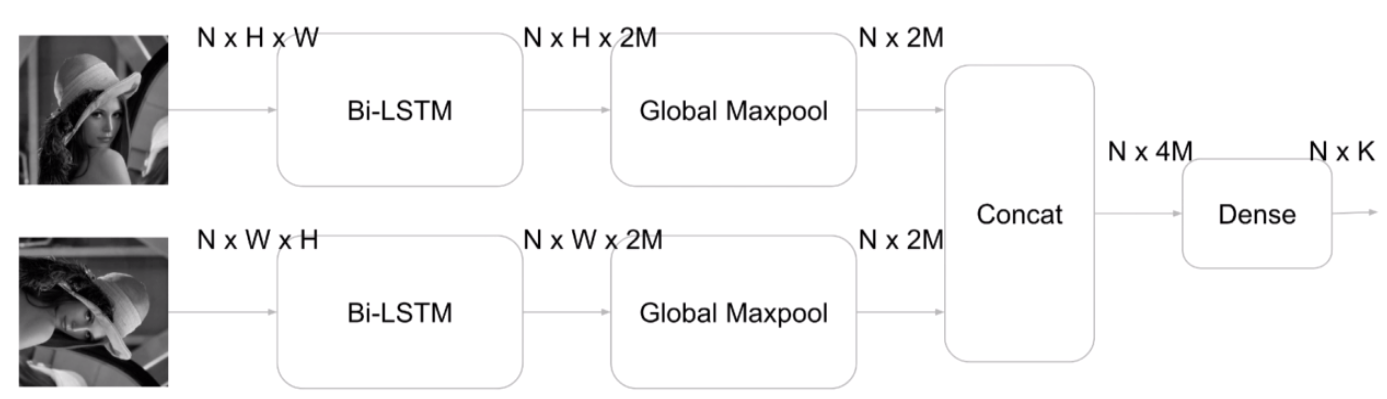 N x H x W
Bi-LSTM
N x H x 2M
Global Maxpool
N x 2M
N x W x H
Bi-LSTM
N x W x 2M
Global Maxpool
N x 2M
Concat
N x 4M
Dense
N x K